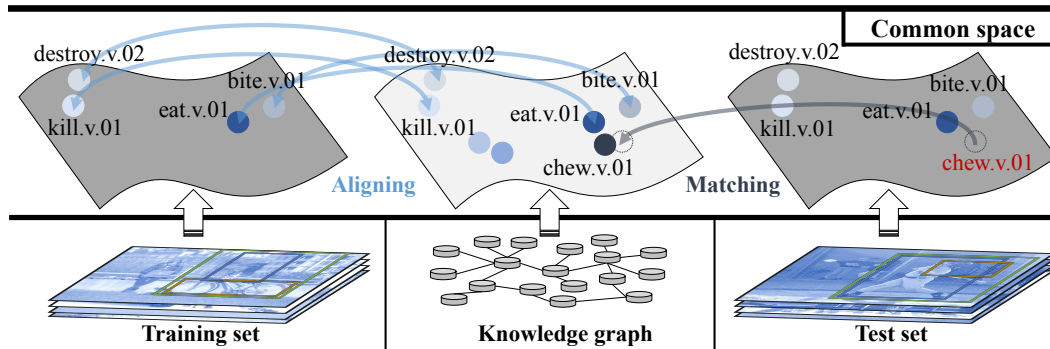 Common space
destroy.v.02
bite.v.01
eat.v.01
kill.v.01
destroy.v.02
bite.v.01
eat.v.01
kill.v.01
chew.v.01
destroy.v.02
bite.v.01
eat.v.01
kill.v.01
chew.v.01
Aligning
Matching
Training set
Knowledge graph
Test set